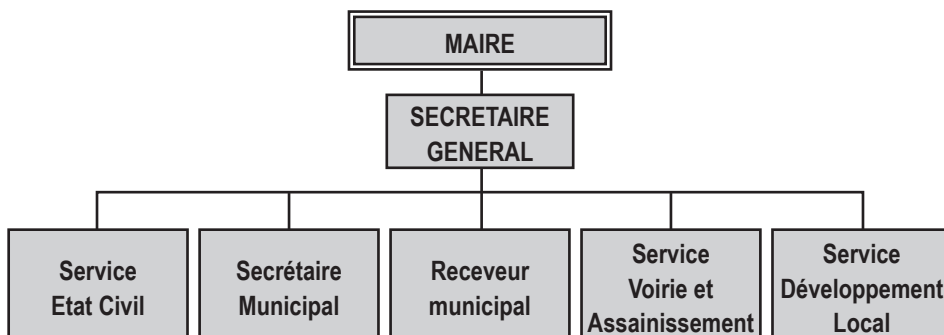 MAIRE
SECRETAIRE
GENERAL
Service
Etat Civil
Secrétaire
Municipal
Receveur
municipal
Service
Voirie et
Assainissement
Service
Développement
Local